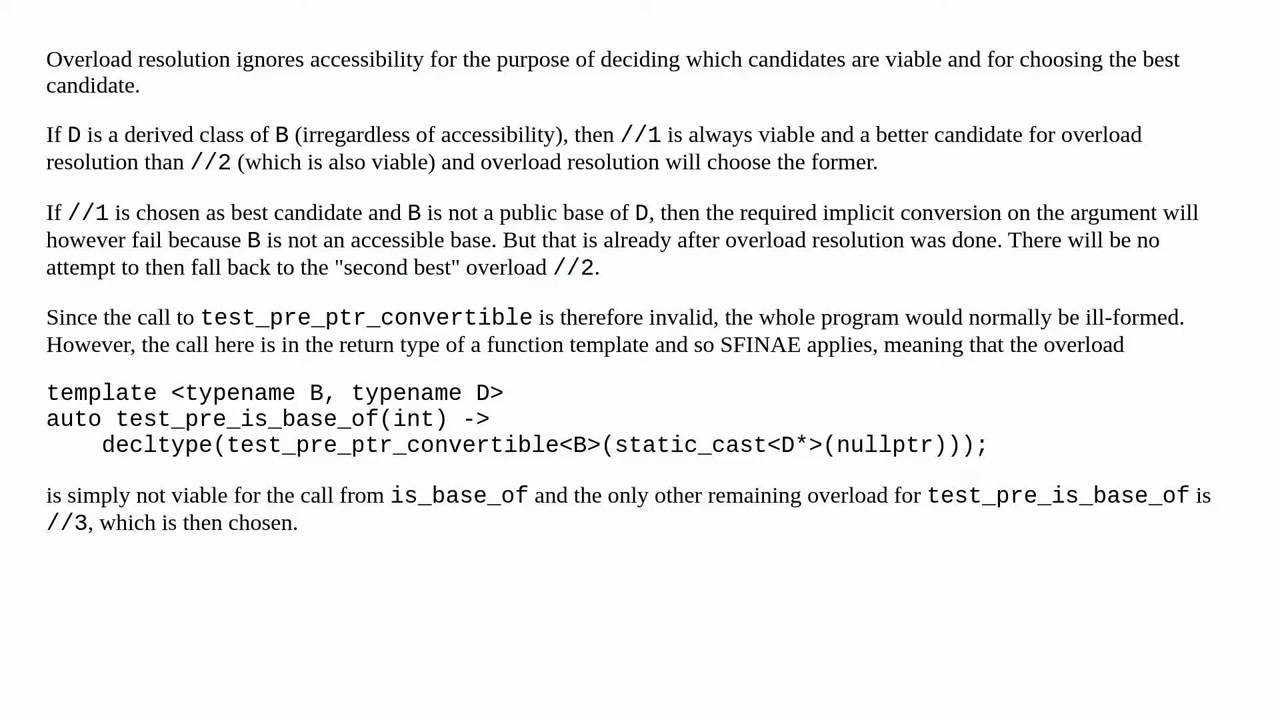 Overload resolution ignores accessibility for the purpose of deciding which candidates are viable and for choosing the best
candidate.
If D is a derived class of B (irregardless of accessibility), then //1 is always viable and a better candidate for overload
resolution than //2 (which is also viable) and overload resolution will choose the former.
If //1 is chosen as best candidate and B is not a public base of D, then the required implicit conversion on the argument will
however fail because B is not an accessible base. But that is already after overload resolution was done. There will be no
attempt to then fall back to the "second best" overload //2.
Since the call to test_pre_ptr_convertible is therefore invalid, the whole program would normally be ill-formed.
However, the call here is in the return type of a function template and so SFINAE applies, meaning that the overload
template <typename B, typename D>
auto test_pre_is_base_of(int) ->
    decltype(test_pre_ptr_convertible<B>(static_cast<D*>(nullptr)));
is simply not viable for the call from is_base_of and the only other remaining overload for test_pre_is_base_of is
//3, which is then chosen.